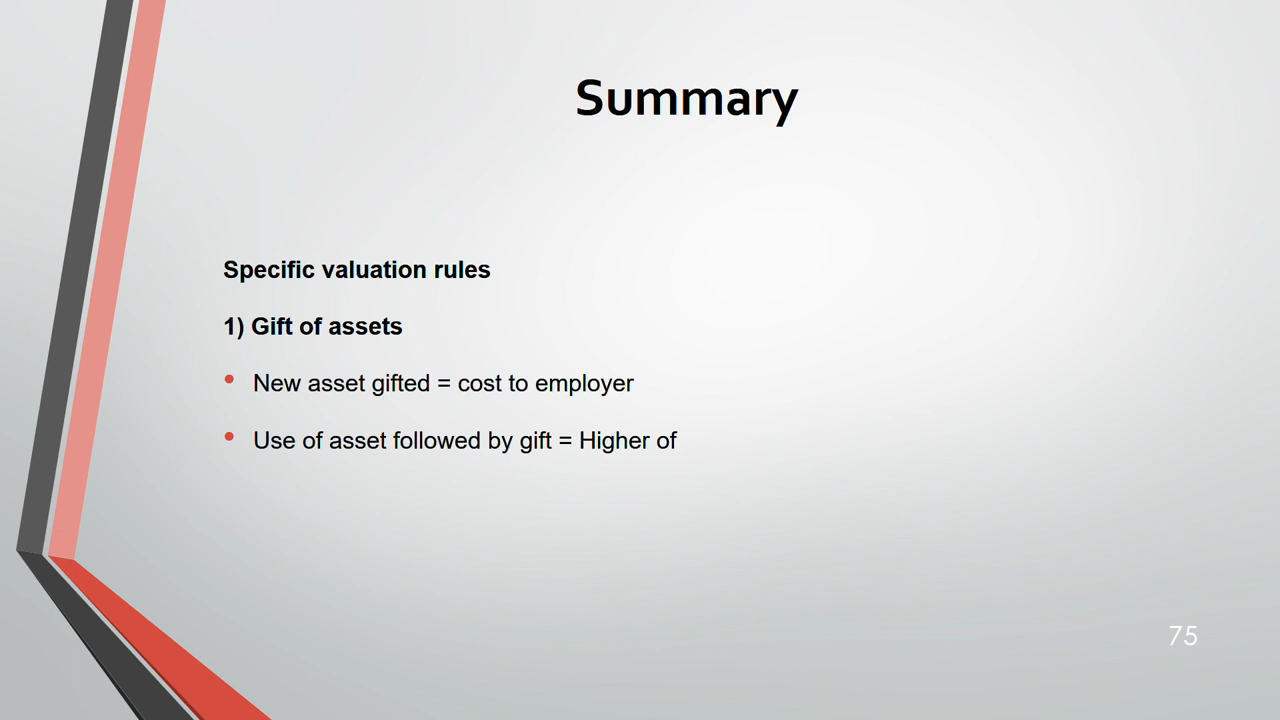 Summary
Specific valuation rules
1) Gift of assets
• New asset gifted = cost to employer
• Use of asset followed by gift = Higher of
75